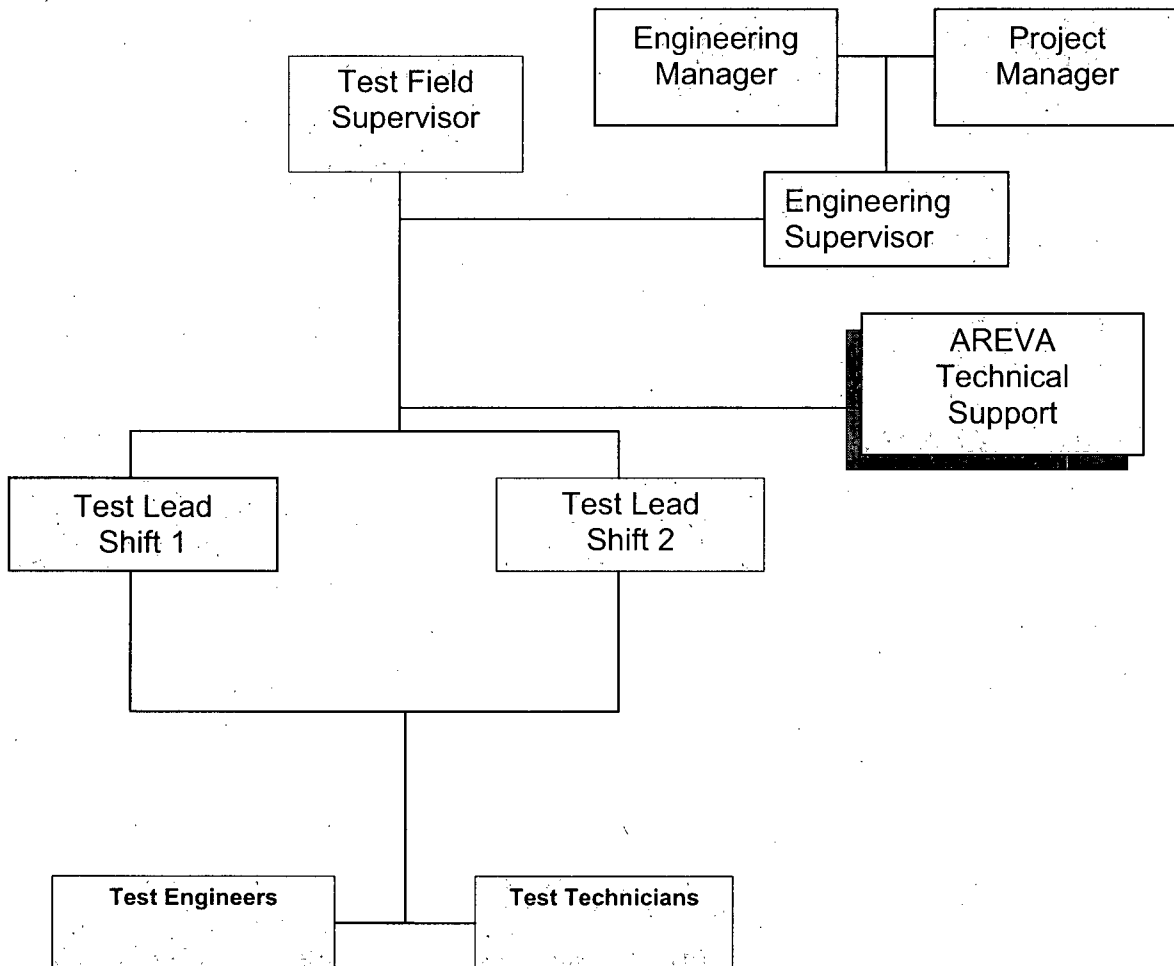 Engineering
Manager
Project
Manager
Test Field
Supervisor
Engineering
Supervisor
AREVA
Technical
Support
Test Lead
Shift 1
Test Lead
Shift 2
Test Engineers
Test Technicians